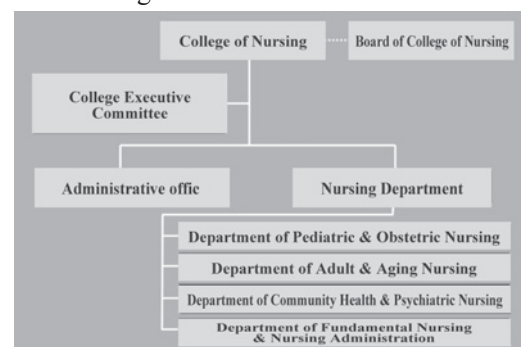 College of Nursing
Board of College of Nursing
College Executive
Committee
Administrative offic
Nursing Department
Department of Pediatric & Obstetric Nursing
Department of Adult & Aging Nursing
Department of Community Health & Psychiatric Nursing
Department of Fundamental Nursing
& Nursing Administration